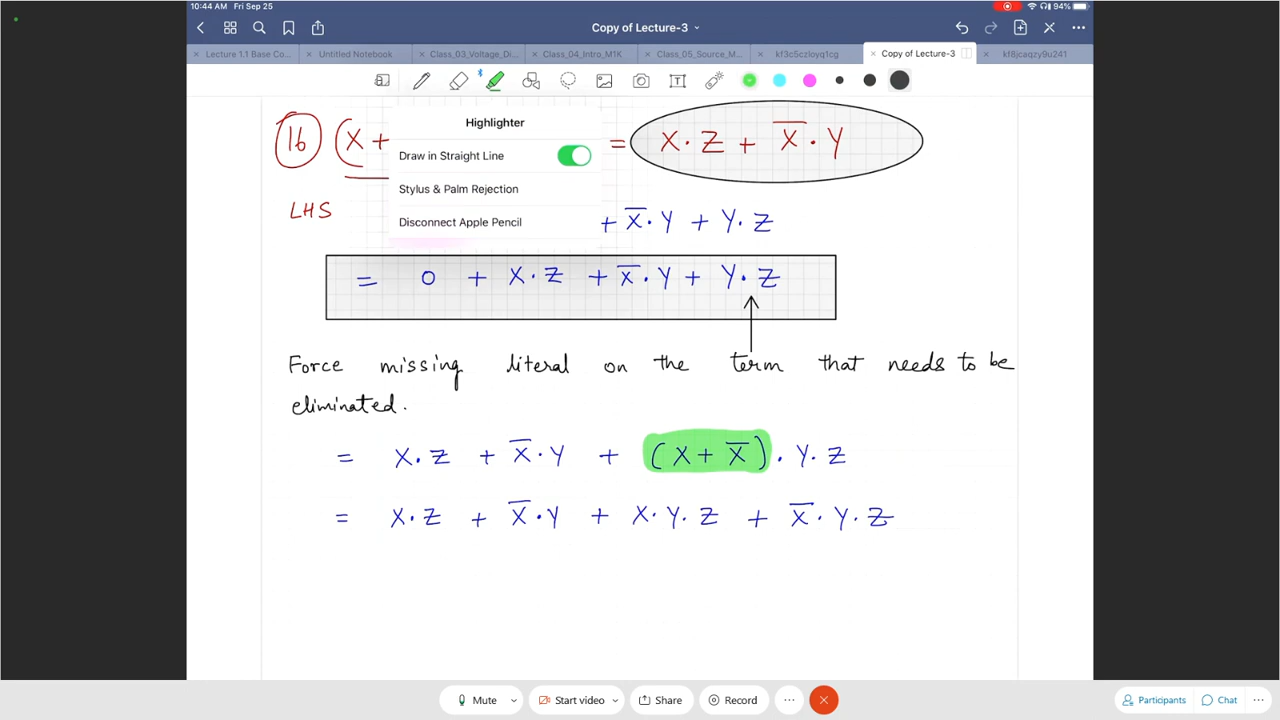 10:44 AM Fri Sep 25 94%
Copy of Lecture-3
Lecture 1.1 Base Co... Untitled Notebook Class_03_Voltage_Di... Class_04_Intro_M1K Class_05_Source_M... kf3c5czloyq1cg Copy of Lecture-3 kf8jcaqzy9u241
Highlighter
Draw in Straight Line
Stylus & Palm Rejection
Disconnect Apple Pencil
16 (X+ = X·Z + X̅·Y
LHS
+ X̅·Y + Y·Z
= 0 + X·Z + X̅·Y + Y·Z
Force missing literal on the term that needs to be
eliminated.
= X·Z + X̅·Y + (X + X̅)·Y·Z
= X·Z + X̅·Y + X·Y·Z + X̅·Y·Z
Mute Start video Share Record Participants Chat